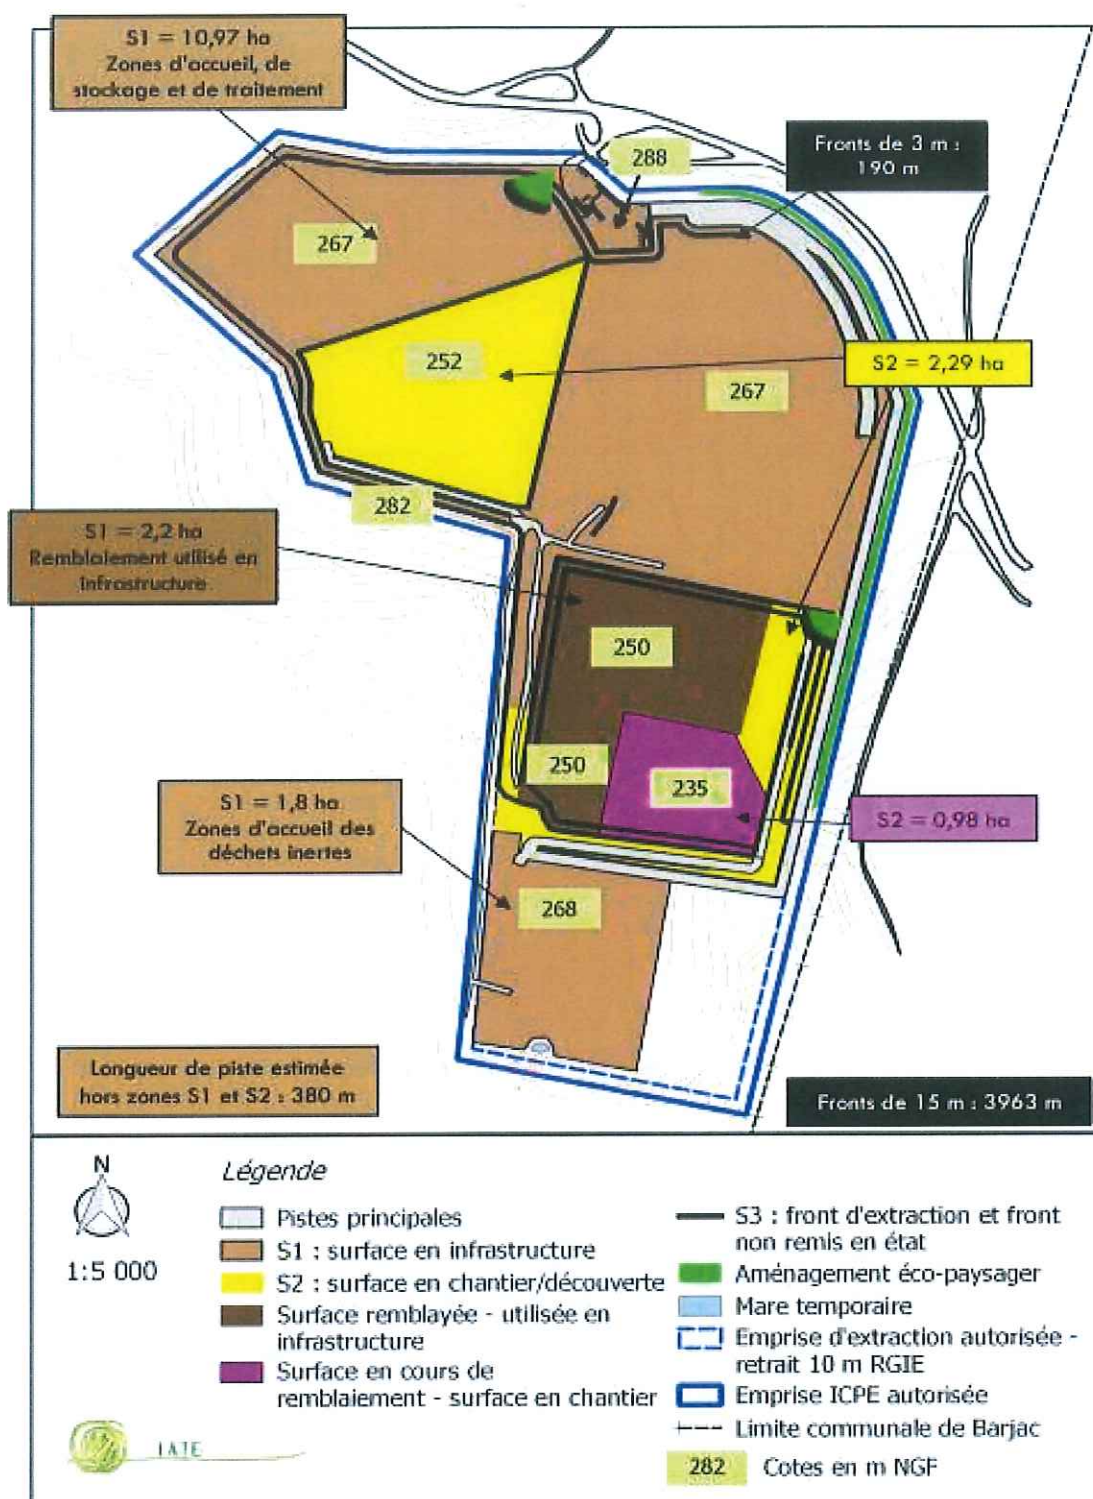 S1 = 10,97 ha
Zones d'accueil, de
stockage et de traitement
288
Fronts de 3 m :
190 m
267
252
S2 = 2,29 ha
267
282
S1 = 2,2 ha
Remblaiement utilisé en
infrastructure
250
250
235
S1 = 1,8 ha
Zones d'accueil des
déchets inertes
S2 = 0,98 ha
268
Longueur de piste estimée
hors zones S1 et S2 : 380 m
Fronts de 15 m : 3963 m
N
1:5 000
Légende
Pistes principales
S1 : surface en infrastructure
S2 : surface en chantier/découverte
Surface remblayée - utilisée en
infrastructure
Surface en cours de
remblaiement - surface en chantier
S3 : front d'extraction et front
non remis en état
Aménagement éco-paysager
Mare temporaire
Emprise d'extraction autorisée -
retrait 10 m RGIE
Emprise ICPE autorisée
Limite communale de Barjac
282 Cotes en m NGF
IATE